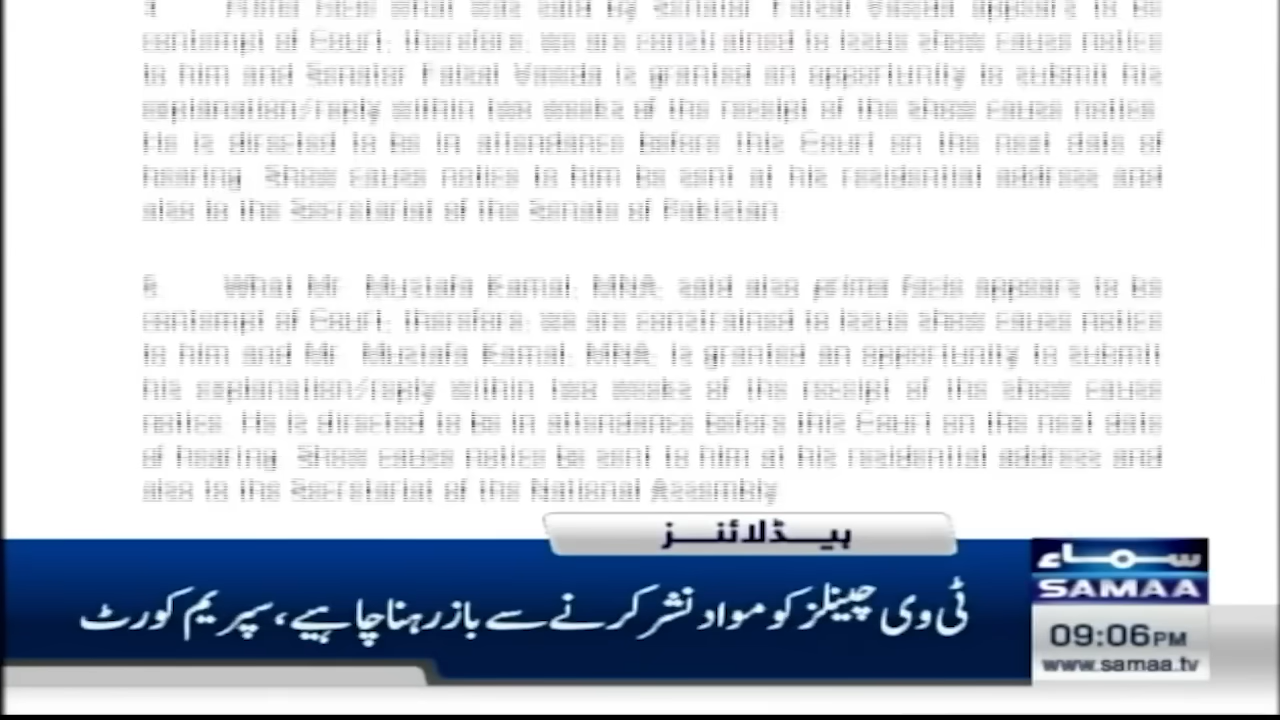 What was said by Senator Faisal Vawda appears to be
contempt of Court; therefore, we are constrained to issue show cause notice
to him and Senator Faisal Vawda is granted an opportunity to submit his
explanation/reply within two weeks of the receipt of the show cause notice.
He is directed to be in attendance before this Court on the next date of
hearing. Show cause notice to him be sent at his residential address and
also to the Secretariat of the Senate of Pakistan.
6. What Mr. Mustafa Kamal, MNA, said also prima facie appears to be
contempt of Court; therefore, we are constrained to issue show cause notice
to him and Mr. Mustafa Kamal, MNA, is granted an opportunity to submit
his explanation/reply within two weeks of the receipt of the show cause
notice. He is directed to be in attendance before this Court on the next date
of hearing. Show cause notice be sent to him at his residential address and
also to the Secretariat of the National Assembly.
ہیڈلائنز
ٹی وی چینلز کو مواد نشر کرنے سے باز رہنا چاہیے، سپریم کورٹ
سماء
SAMAA
09:06PM
www.samaa.tv